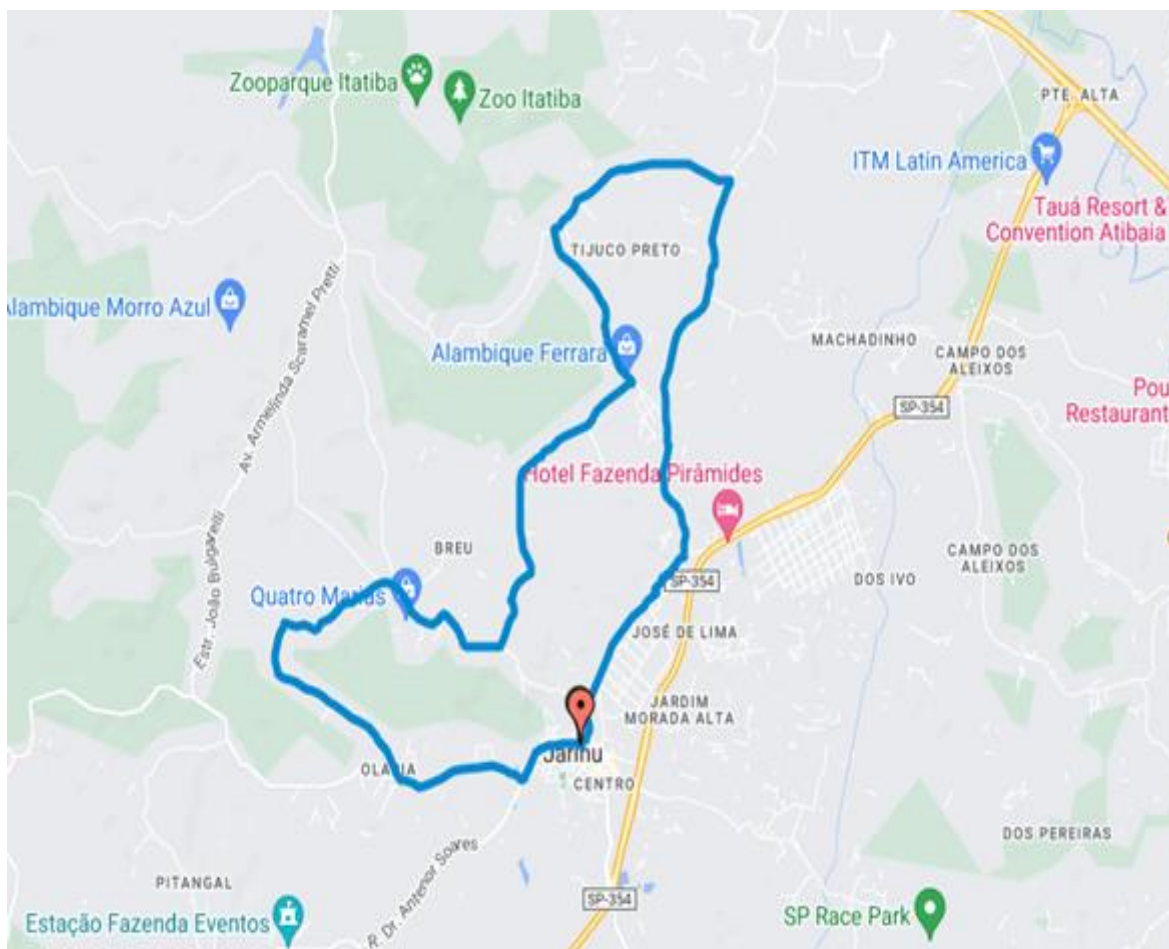 Zooparque Itatiba
Zoo Itatiba
PTE. ALTA
ITM Latin America
Tauá Resort &
Convention Atibaia
TIJUCO PRETO
Alambique Morro Azul
Av. Armelinda Scaramel Pretti
MACHADINHO
Alambique Ferrara
CAMPO DOS
ALEIXOS
Pou
Restaurant
SP-354
Hotel Fazenda Pirâmides
Estr. João Bulgarelli
BREU
CAMPO DOS
ALEIXOS
SP-354
DOS IVO
Quatro Marias
JOSÉ DE LIMA
JARDIM
MORADA ALTA
Jarinu
OLARIA
CENTRO
DOS PEREIRAS
R. Dr. Antenor Soares
PITANGAL
SP-354
Estação Fazenda Eventos
SP Race Park